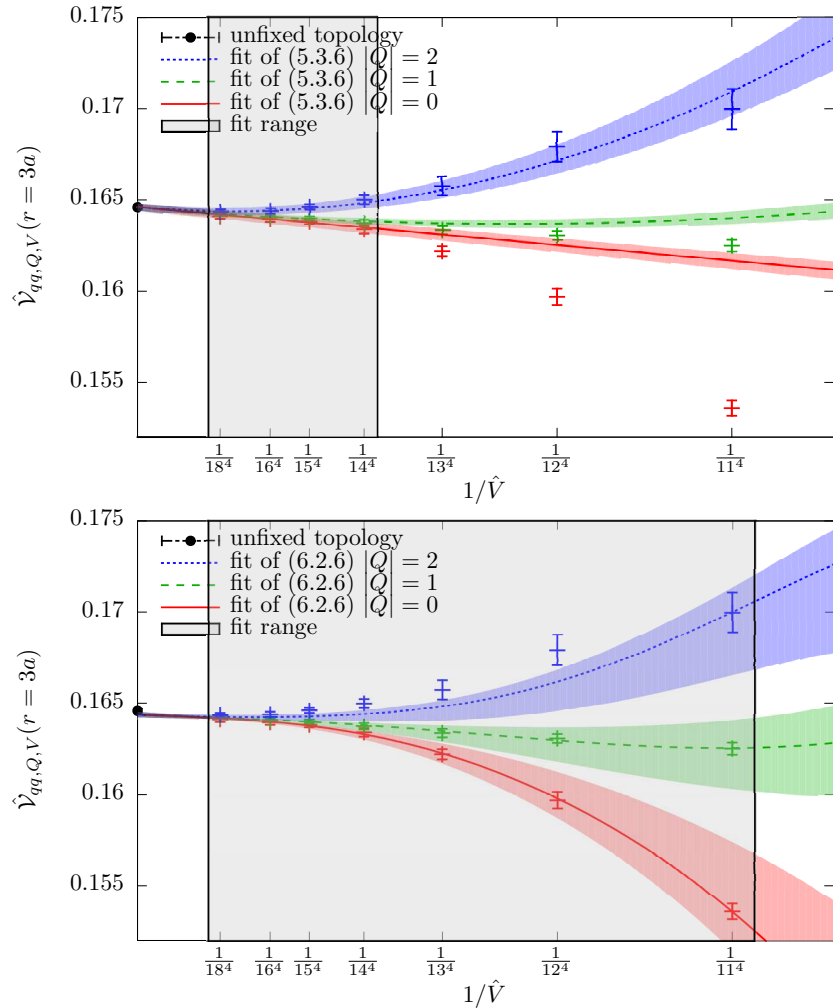 0.175
0.17
0.165
0.16
0.155
unfixed topology
fit of (5.3.6) |Q| = 2
fit of (5.3.6) |Q| = 1
fit of (5.3.6) |Q| = 0
fit range
𝒱̂_{qq,Q,V}(r = 3a)
1/18⁴ 1/16⁴ 1/15⁴ 1/14⁴ 1/13⁴ 1/12⁴ 1/11⁴
1/V̂
0.175
0.17
0.165
0.16
0.155
unfixed topology
fit of (6.2.6) |Q| = 2
fit of (6.2.6) |Q| = 1
fit of (6.2.6) |Q| = 0
fit range
𝒱̂_{qq,Q,V}(r = 3a)
1/18⁴ 1/16⁴ 1/15⁴ 1/14⁴ 1/13⁴ 1/12⁴ 1/11⁴
1/V̂